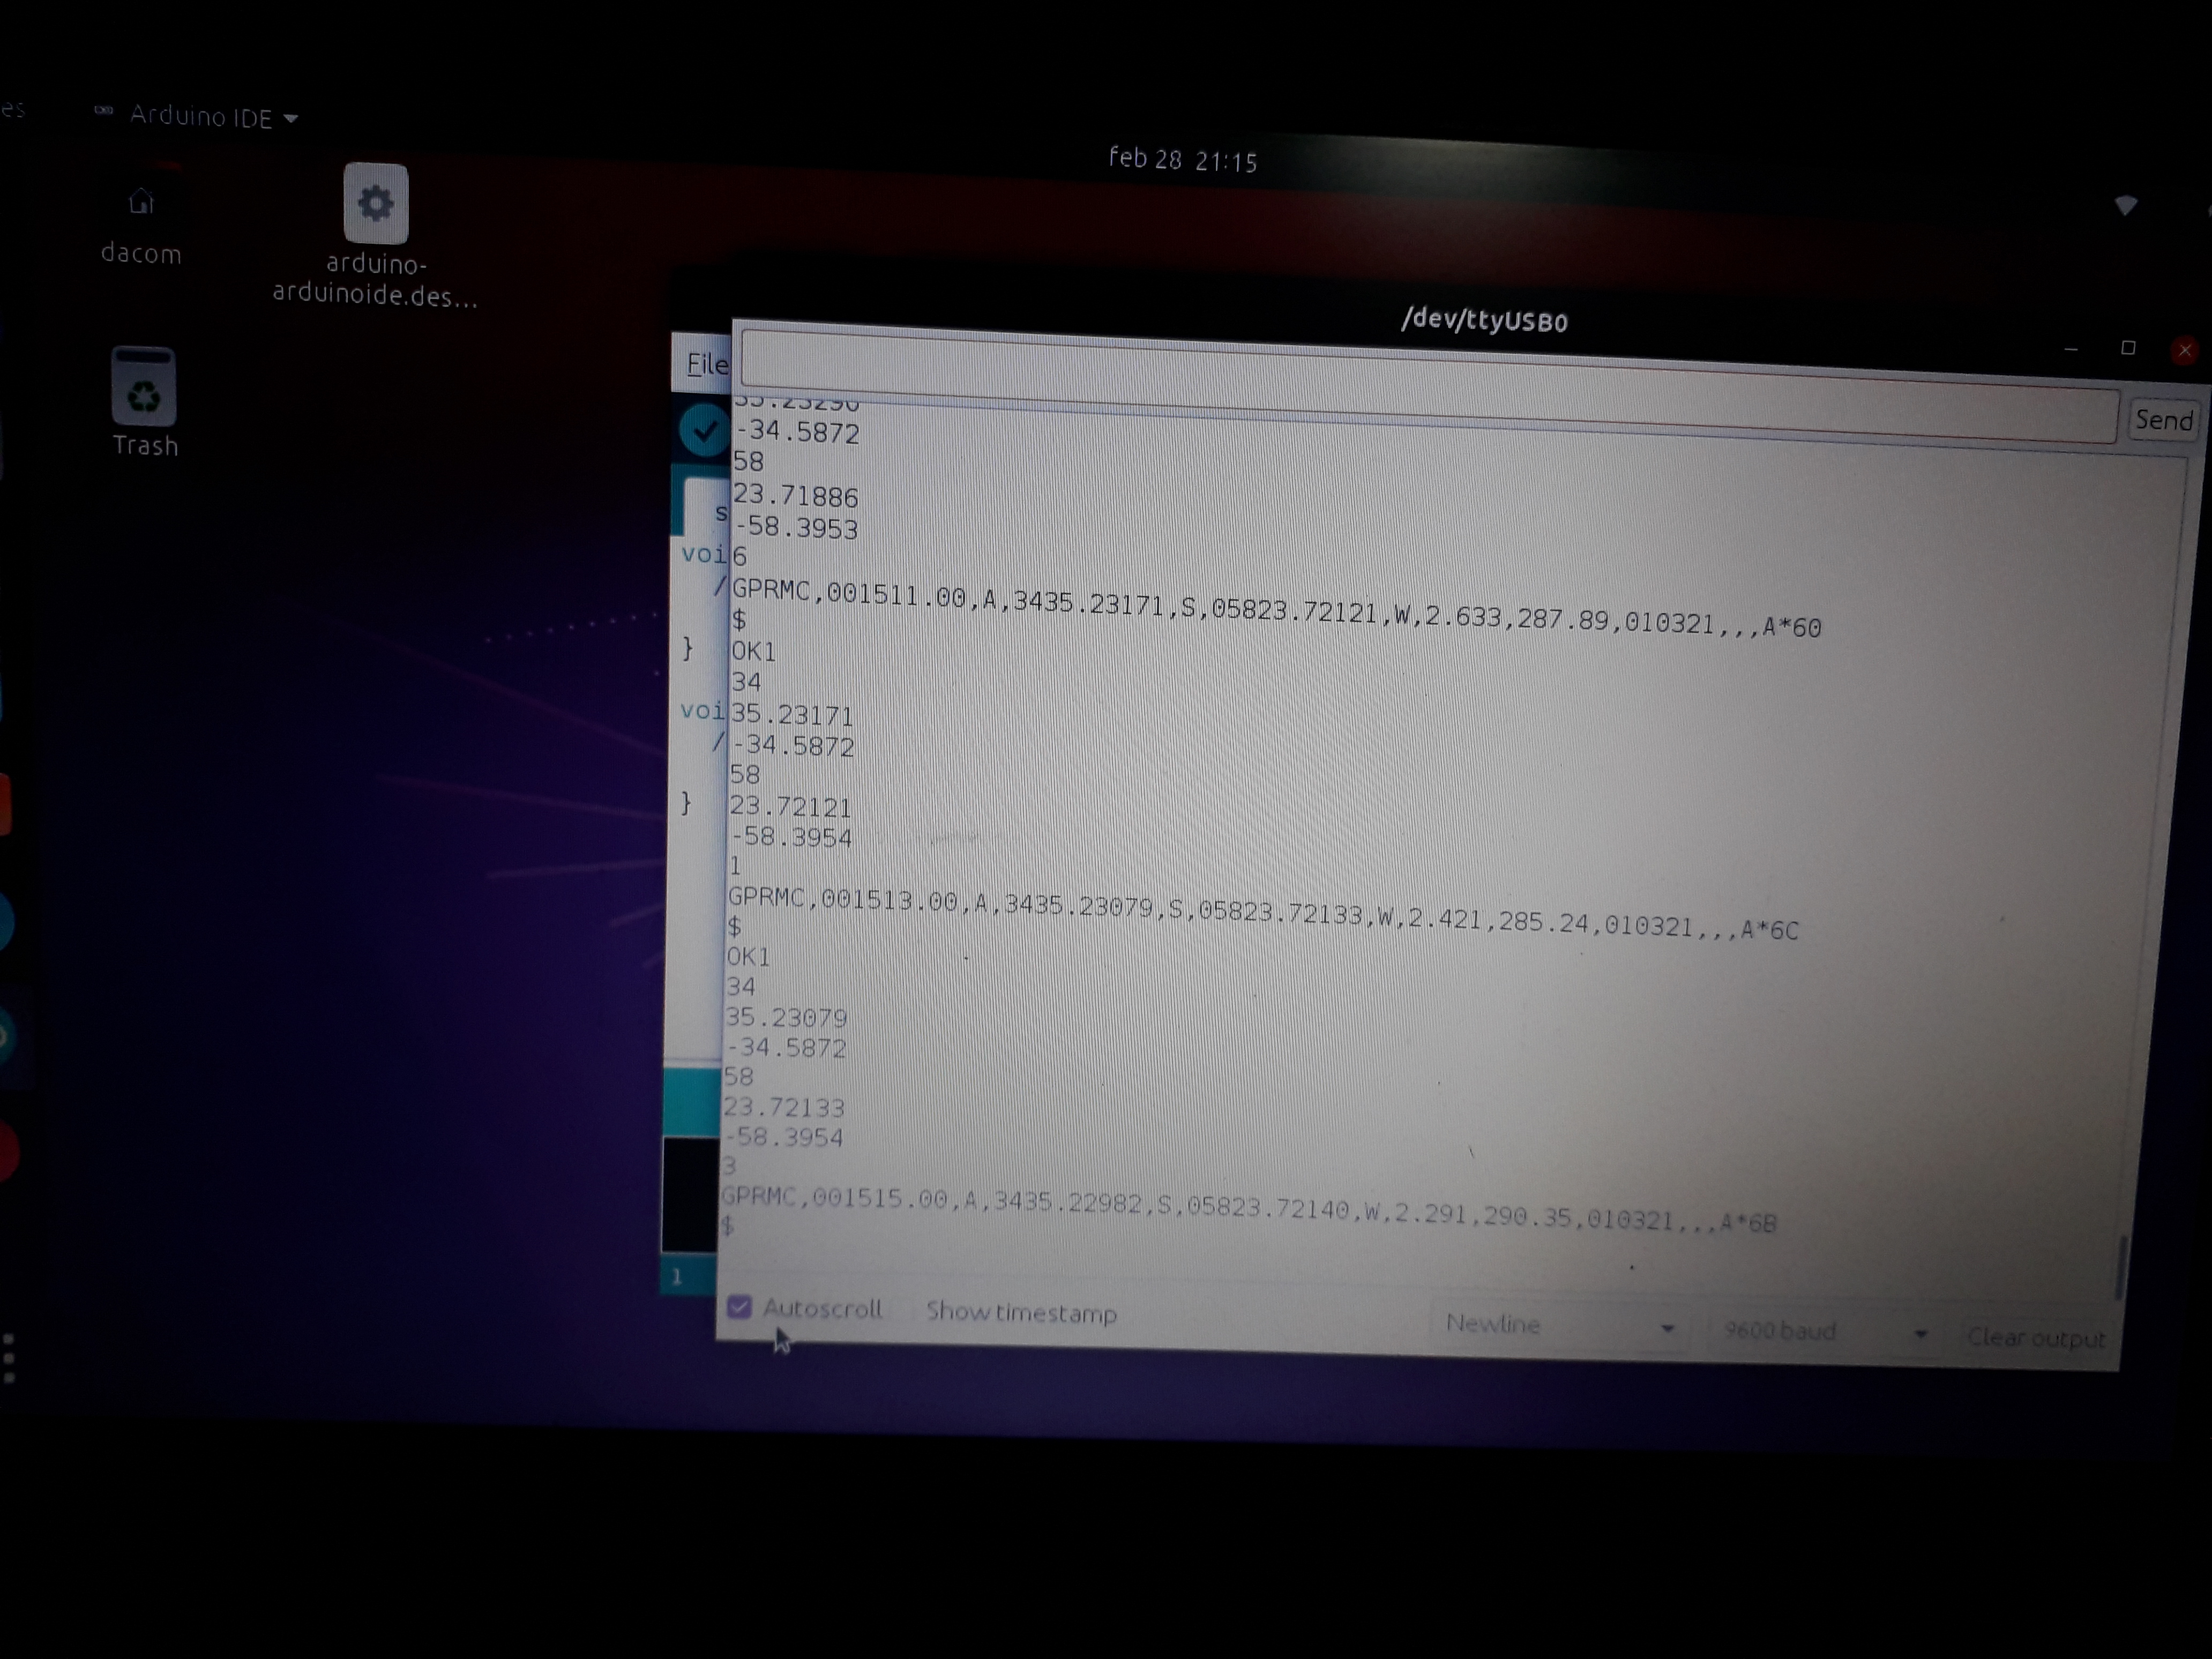 es
Arduino IDE
feb 28 21:15
dacom
arduino-
arduinoide.des...
Trash
/dev/ttyUSB0
File
Send
-34.5872
58
23.71886
s
-58.3953
voi
6
/
GPRMC,001511.00,A,3435.23171,S,05823.72121,W,2.633,287.89,010321,,,A*60
$
}
OK1
34
voi
35.23171
/
-34.5872
58
}
23.72121
-58.3954
1
GPRMC,001513.00,A,3435.23079,S,05823.72133,W,2.421,285.24,010321,,,A*6C
$
OK1
34
35.23079
-34.5872
58
23.72133
-58.3954
3
GPRMC,001515.00,A,3435.22982,S,05823.72140,W,2.291,290.35,010321,,,A*6B
$
1
Autoscroll
Show timestamp
Newline
9600 baud
Clear output